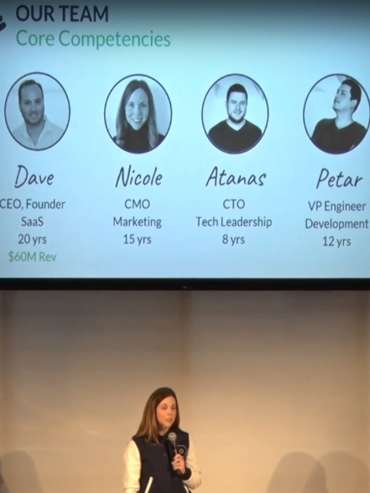 OUR TEAM
Core Competencies
Dave
Nicole
Atanas
Petar
CEO, Founder
CMO
CTO
VP Engineer
SaaS
Marketing
Tech Leadership
Development
20 yrs
15 yrs
8 yrs
12 yrs
$60M Rev